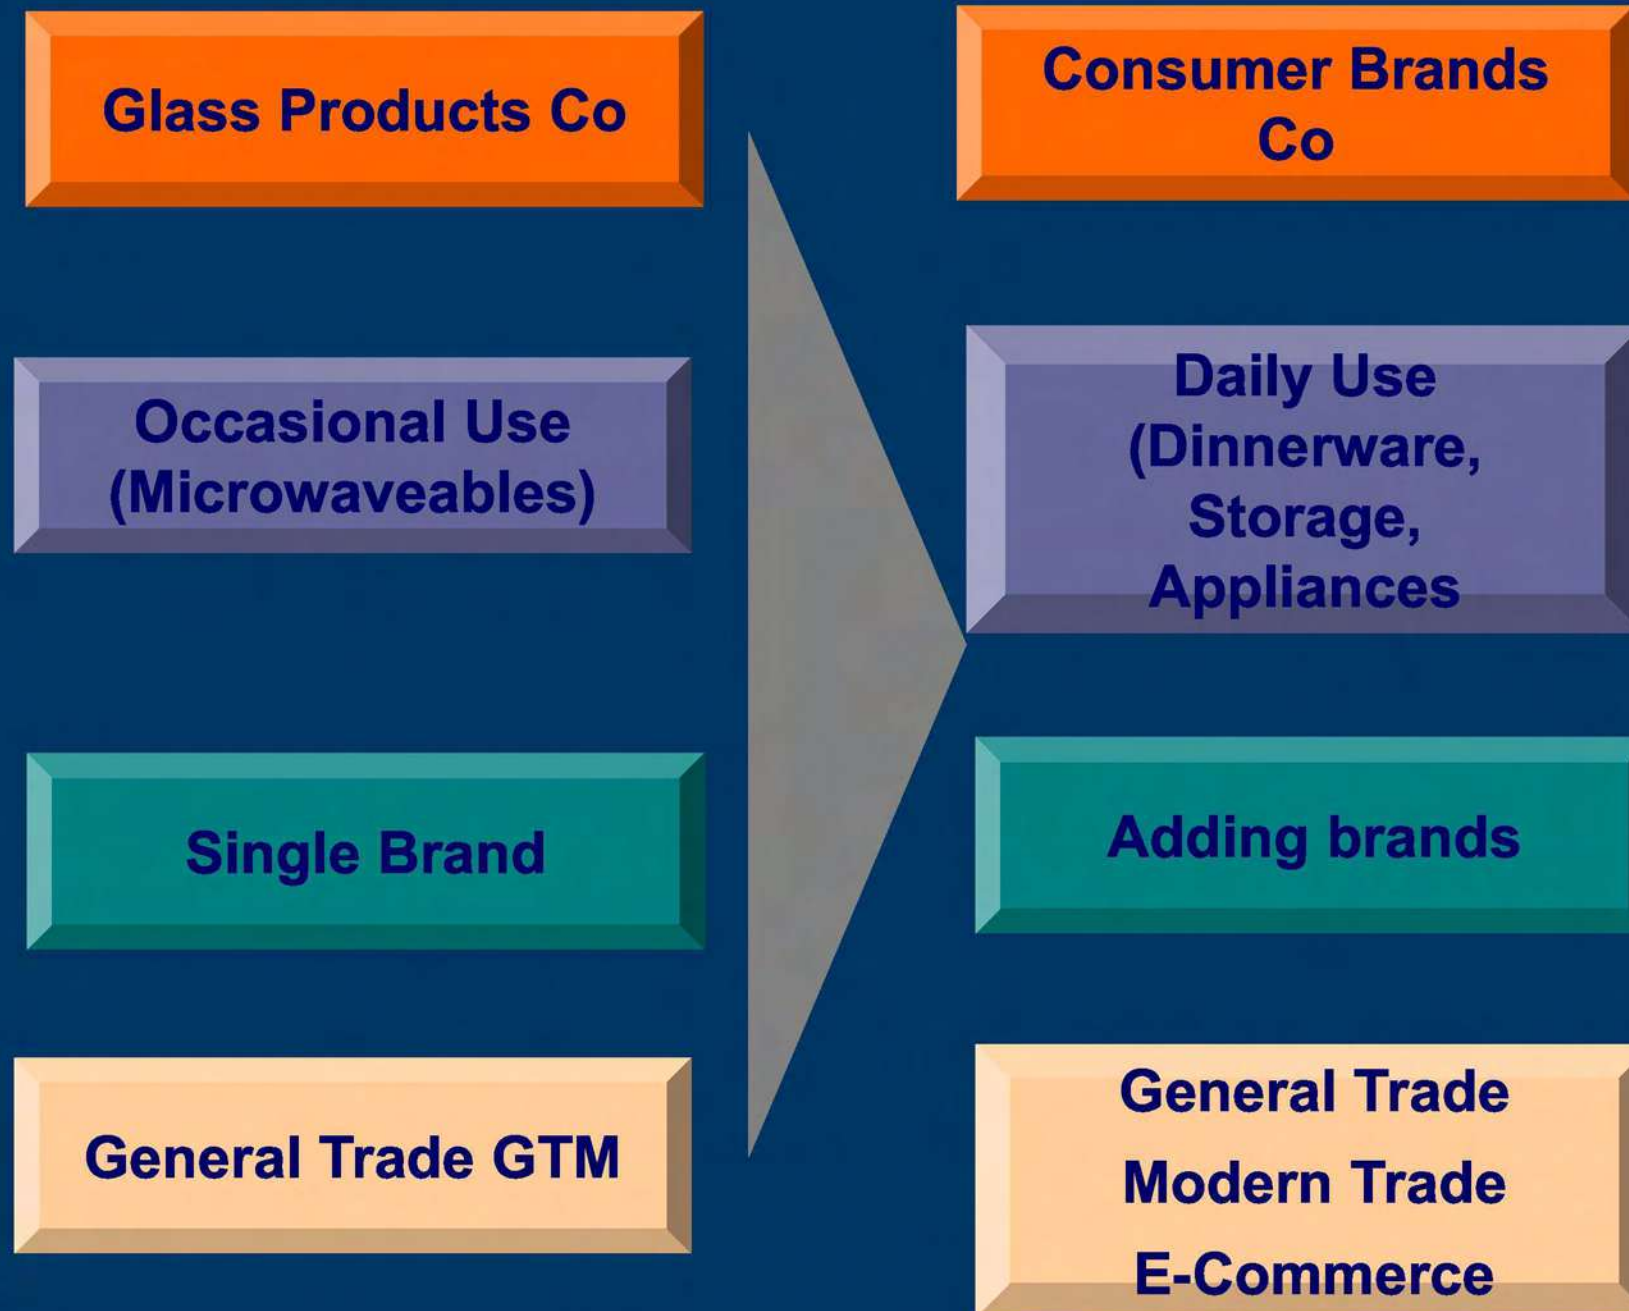 Glass Products Co
Consumer Brands
Co
Occasional Use
(Microwaveables)
Daily Use
(Dinnerware,
Storage,
Appliances
Single Brand
Adding brands
General Trade GTM
General Trade
Modern Trade
E-Commerce